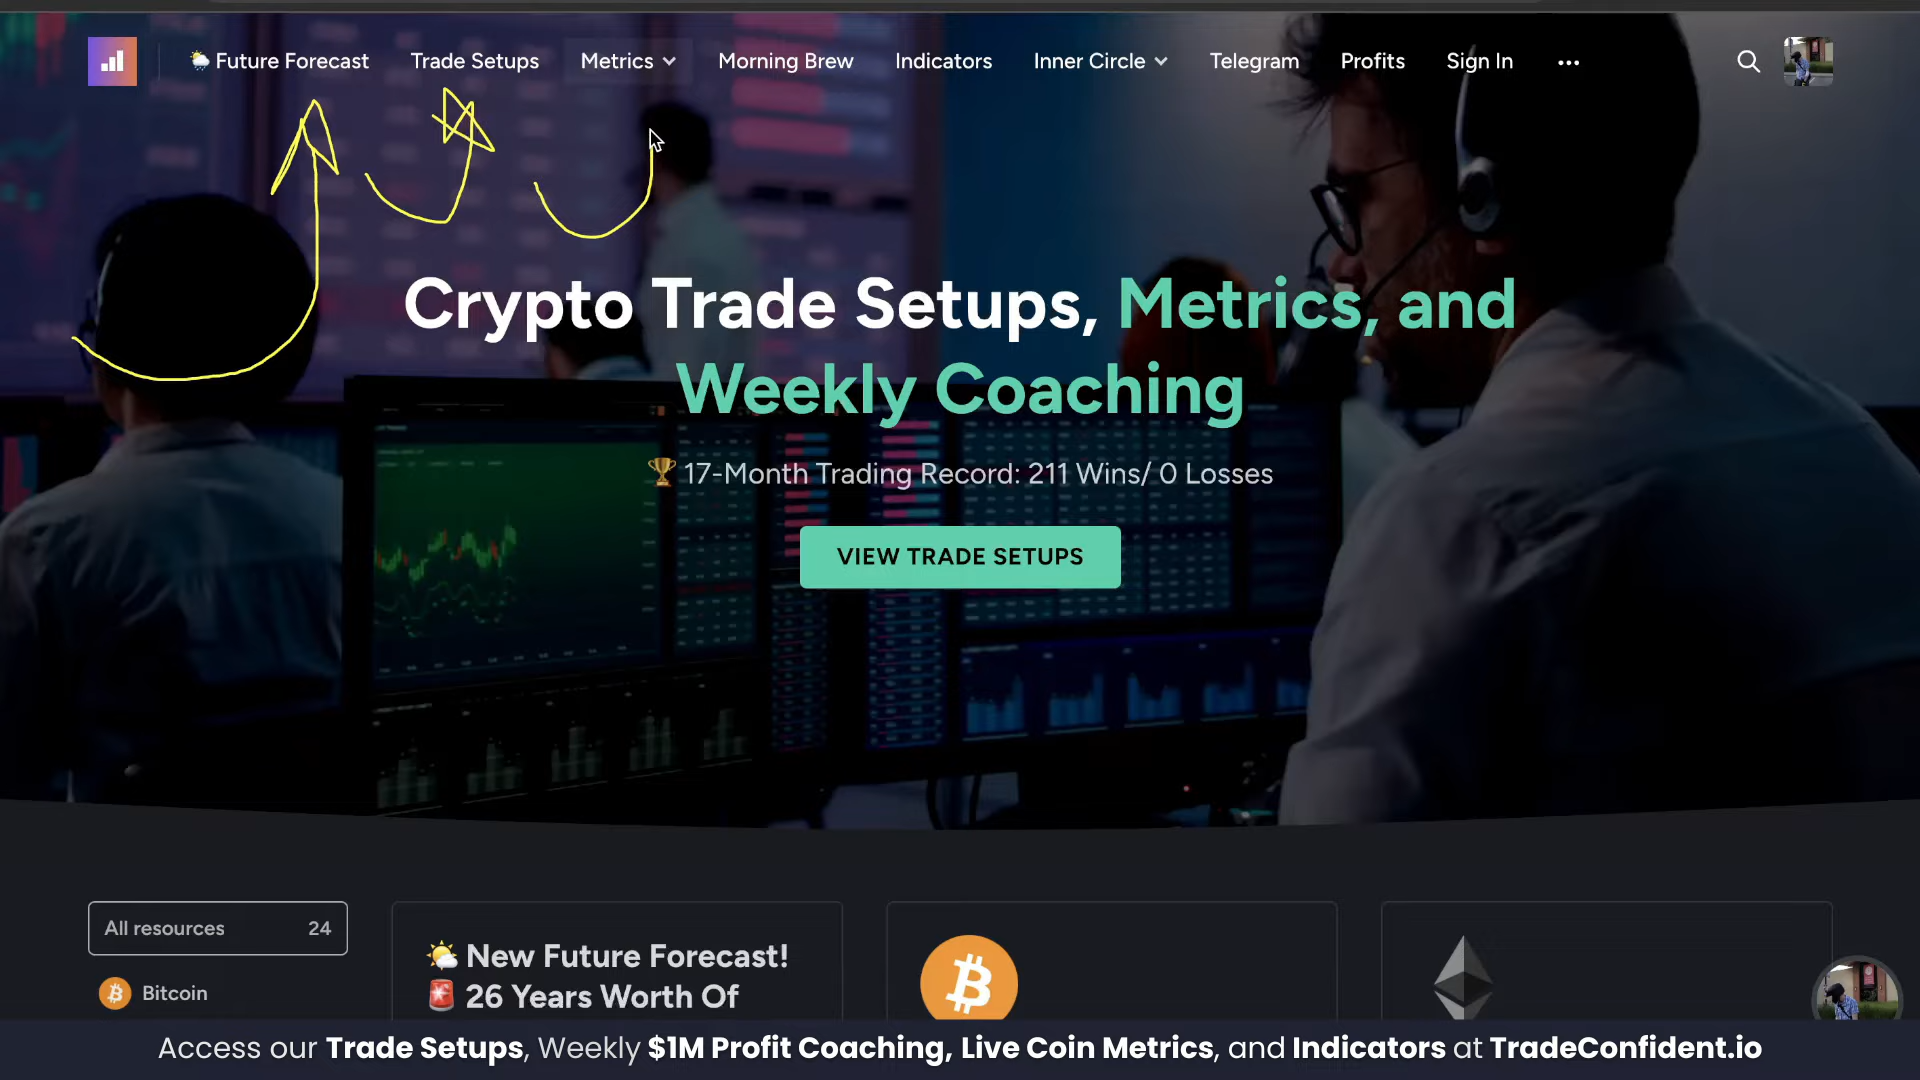 Future Forecast
Trade Setups
Metrics
Morning Brew
Indicators
Inner Circle
Telegram
Profits
Sign In
Crypto Trade Setups, Metrics, and
Weekly Coaching
17-Month Trading Record: 211 Wins/ 0 Losses
VIEW TRADE SETUPS
All resources 24
Bitcoin
New Future Forecast!
26 Years Worth Of
Access our Trade Setups, Weekly $1M Profit Coaching, Live Coin Metrics, and Indicators at TradeConfident.io